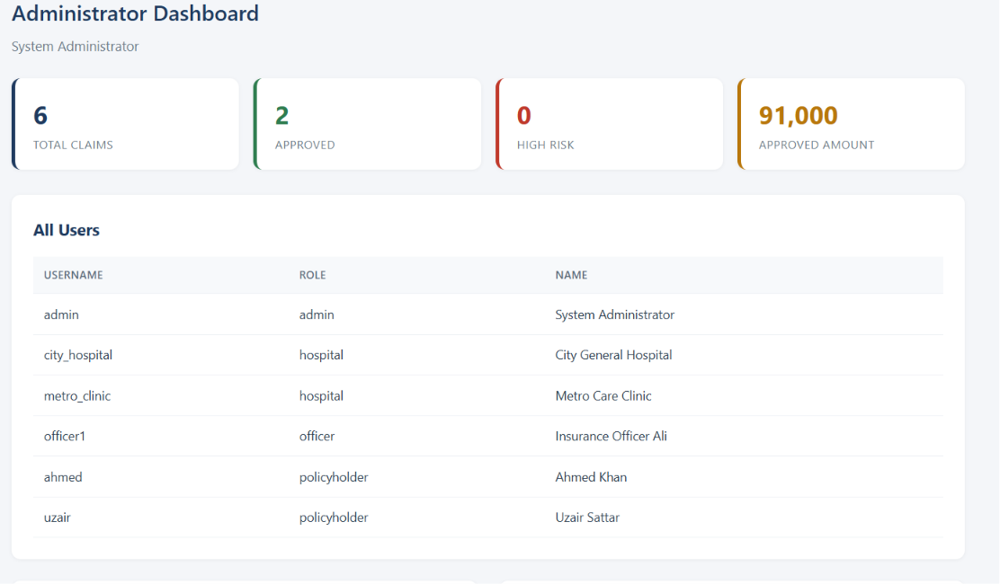 Administrator Dashboard
System Administrator
6
TOTAL CLAIMS
2
APPROVED
0
HIGH RISK
91,000
APPROVED AMOUNT
All Users
USERNAME ROLE NAME
admin admin System Administrator
city_hospital hospital City General Hospital
metro_clinic hospital Metro Care Clinic
officer1 officer Insurance Officer Ali
ahmed policyholder Ahmed Khan
uzair policyholder Uzair Sattar